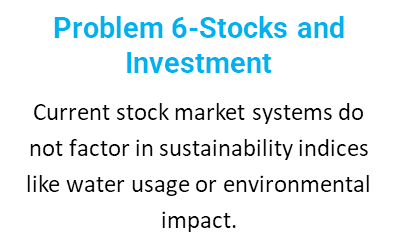 Problem 6-Stocks and
Investment
Current stock market systems do
not factor in sustainability indices
like water usage or environmental
impact.